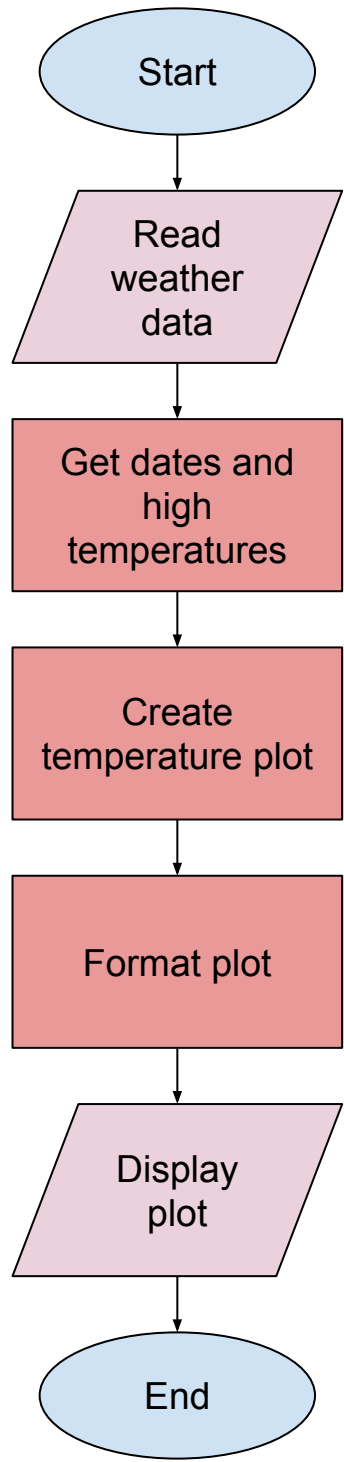 Start
Read
weather
data
Get dates and
high
temperatures
Create
temperature plot
Format plot
Display
plot
End